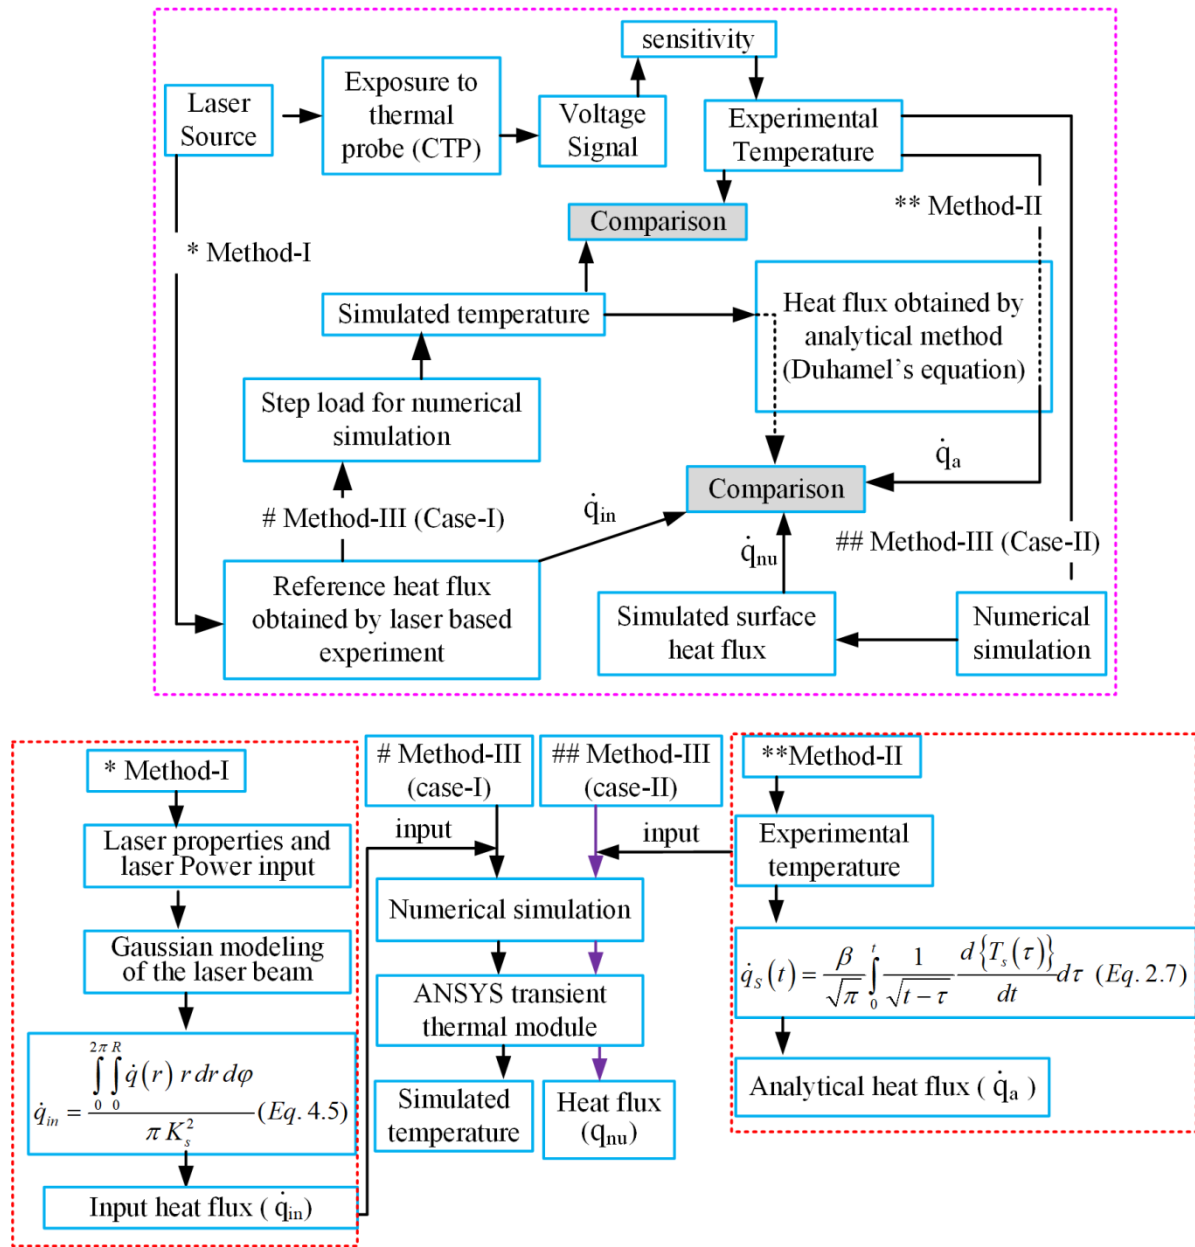 sensitivity
Laser
Source
Exposure to
thermal
probe (CTP)
Voltage
Signal
Experimental
Temperature
** Method-II
Comparison
* Method-I
Simulated temperature
Heat flux obtained by
analytical method
(Duhamel's equation)
Step load for numerical
simulation
q̇a
Comparison
# Method-III (Case-I)
q̇in
## Method-III (Case-II)
q̇nu
Reference heat flux
obtained by laser based
experiment
Simulated surface
heat flux
Numerical
simulation
* Method-I
Laser properties and
laser Power input
Gaussian modeling
of the laser beam
q̇in = ∫₀^2π ∫₀^R q̇(r) r dr dφ / π Ks² (Eq. 4.5)
Input heat flux ( q̇in)
# Method-III
(case-I)
## Method-III
(case-II)
input
input
Numerical simulation
ANSYS transient
thermal module
Simulated
temperature
Heat flux
(qnu)
**Method-II
Experimental
temperature
q̇S(t) = β/√π ∫₀^t 1/√(t−τ) d{Ts(τ)}/dt dτ (Eq. 2.7)
Analytical heat flux ( q̇a )